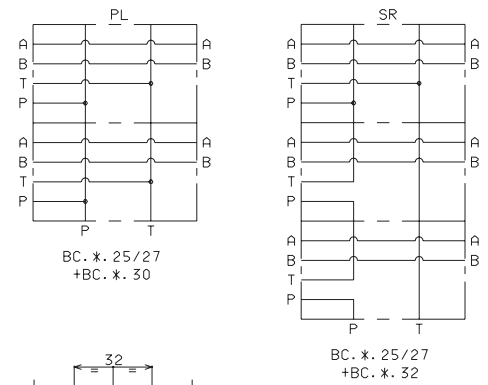 PL
A A
B B
T
P
A A
B B
T
P
P T
BC.*.25/27
+BC.*.30
SR
A A
B B
T
P
A A
B B
T
P
A A
B B
T
P
P T
BC.*.25/27
+BC.*.32
32
= =